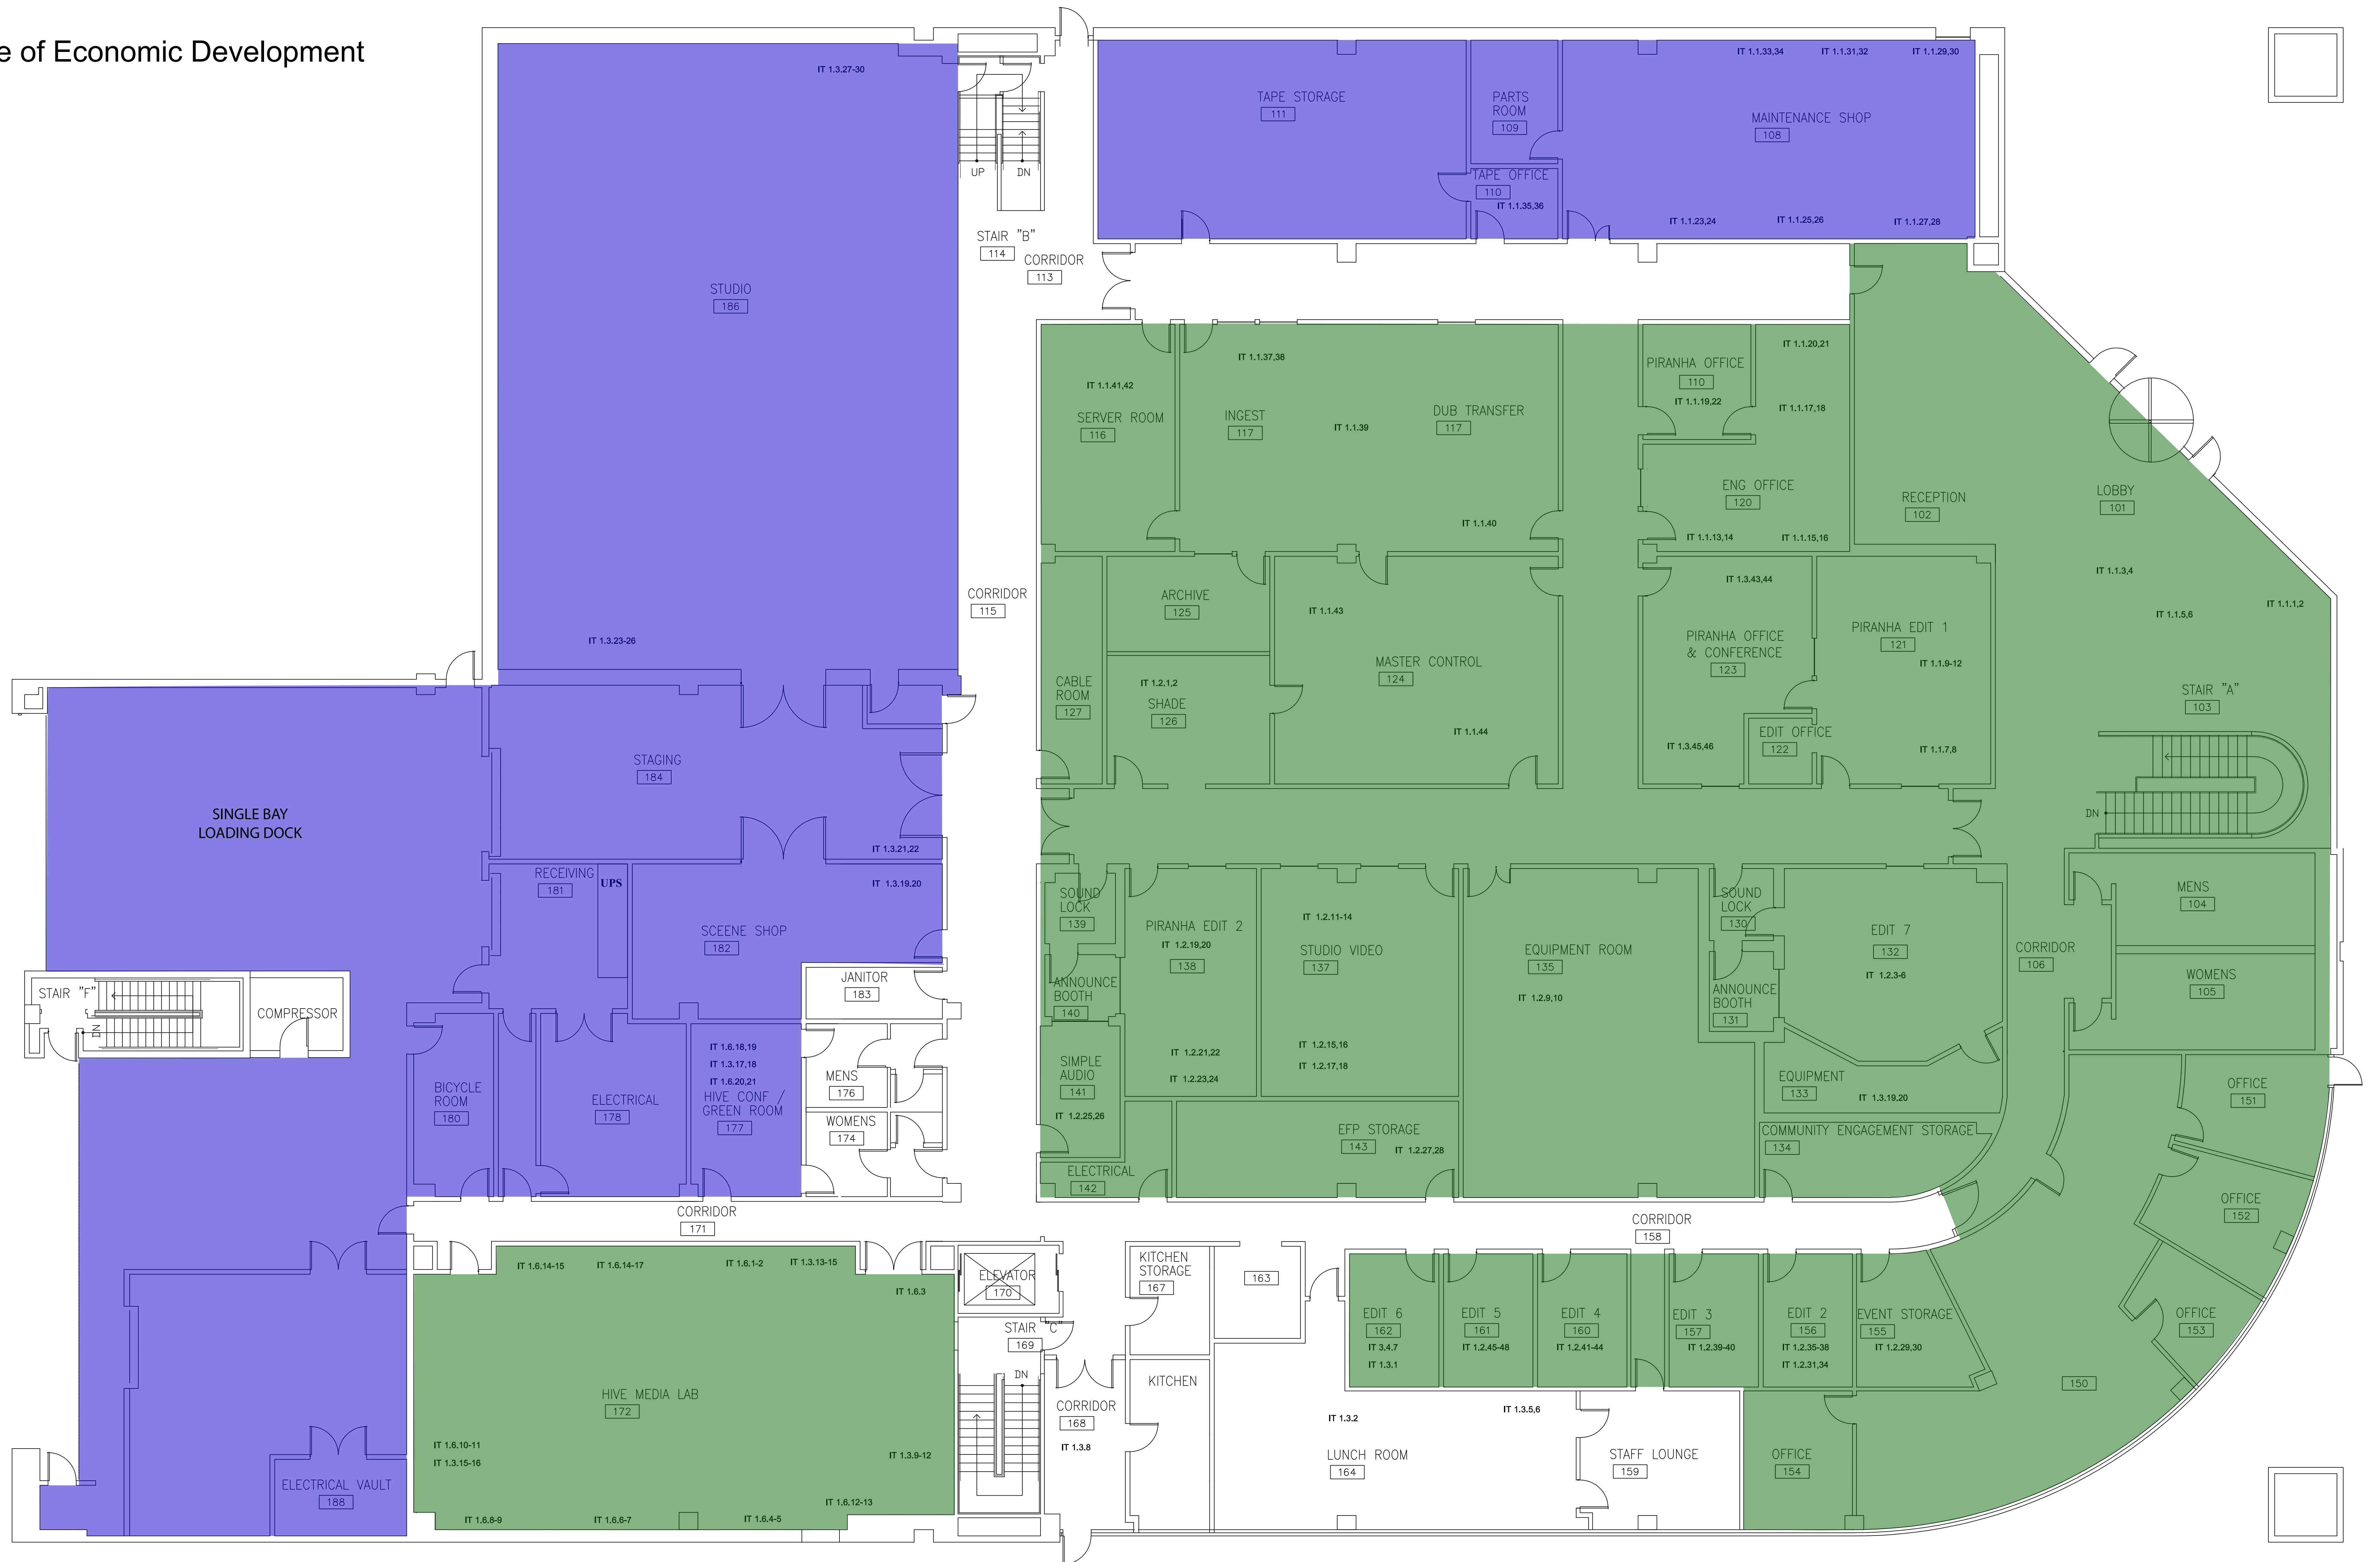 e of Economic Development
IT 1.3.27-30
STUDIO
186
IT 1.3.23-26
UP
DN
STAIR "B"
114
CORRIDOR
113
CORRIDOR
115
TAPE STORAGE
111
PARTS
ROOM
109
TAPE OFFICE
110
IT 1.1.35,36
IT 1.1.33,34
IT 1.1.31,32
IT 1.1.29,30
MAINTENANCE SHOP
108
IT 1.1.23,24
IT 1.1.25,26
IT 1.1.27,28
IT 1.1.41,42
SERVER ROOM
116
IT 1.1.37,38
INGEST
117
IT 1.1.39
DUB TRANSFER
117
IT 1.1.40
PIRANHA OFFICE
110
IT 1.1.19,22
IT 1.1.20,21
IT 1.1.17,18
ENG OFFICE
120
IT 1.1.13,14
IT 1.1.15,16
RECEPTION
102
LOBBY
101
IT 1.1.3,4
IT 1.1.5,6
IT 1.1.1,2
STAIR "A"
103
DN
CABLE
ROOM
127
ARCHIVE
125
IT 1.2.1,2
SHADE
126
IT 1.1.43
MASTER CONTROL
124
IT 1.1.44
IT 1.3,43,44
PIRANHA OFFICE
& CONFERENCE
123
IT 1.3,45,46
EDIT OFFICE
122
PIRANHA EDIT 1
121
IT 1.1.9-12
IT 1.1.7,8
SINGLE BAY
LOADING DOCK
STAGING
184
IT 1.3.21,22
RECEIVING
181
UPS
SCEENE SHOP
182
IT 1.3.19.20
JANITOR
183
STAIR "F"
DN
COMPRESSOR
BICYCLE
ROOM
180
ELECTRICAL
178
IT 1.6.18,19
IT 1.3.17,18
IT 1.6.20,21
HIVE CONF /
GREEN ROOM
177
MENS
176
WOMENS
174
SOUND
LOCK
139
ANNOUNCE
BOOTH
140
SIMPLE
AUDIO
141
IT 1.2.25,26
ELECTRICAL
142
PIRANHA EDIT 2
IT 1.2.19,20
138
IT 1.2.21,22
IT 1.2.23,24
IT 1.2.11-14
STUDIO VIDEO
137
IT 1.2.15,16
IT 1.2.17,18
EFP STORAGE
143
IT 1.2.27,28
EQUIPMENT ROOM
135
IT 1.2.9,10
SOUND
LOCK
130
ANNOUNCE
BOOTH
131
EDIT 7
132
IT 1.2.3-6
EQUIPMENT
133
IT 1.3.19.20
COMMUNITY ENGAGEMENT STORAGE
134
CORRIDOR
106
MENS
104
WOMENS
105
OFFICE
151
OFFICE
152
OFFICE
153
150
OFFICE
154
CORRIDOR
171
CORRIDOR
158
IT 1.6.14-15
IT 1.6.14-17
IT 1.6.1-2
IT 1.3.13-15
IT 1.6.3
HIVE MEDIA LAB
172
IT 1.6.10-11
IT 1.3.15-16
IT 1.3.9-12
IT 1.6.12-13
IT 1.6.8-9
IT 1.6.6-7
IT 1.6.4-5
ELECTRICAL VAULT
188
ELEVATOR
170
STAIR "C"
169
DN
CORRIDOR
168
IT 1.3.8
KITCHEN
STORAGE
167
163
KITCHEN
EDIT 6
162
IT 3,4,7
IT 1.3.1
EDIT 5
161
IT 1.2,45-48
EDIT 4
160
IT 1.2,41-44
EDIT 3
157
IT 1.2,39-40
EDIT 2
156
IT 1.2.35-38
IT 1.2.31,34
EVENT STORAGE
155
IT 1.2.29,30
IT 1.3.2
IT 1.3.5,6
LUNCH ROOM
164
STAFF LOUNGE
159